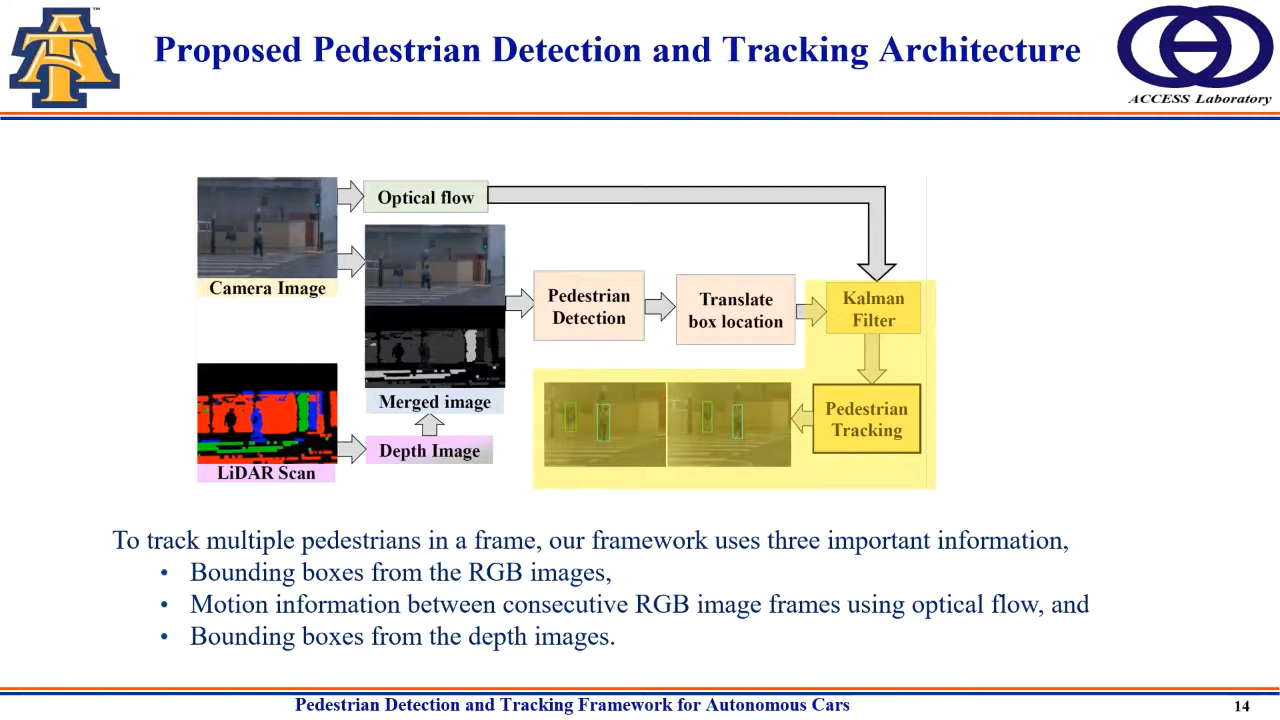 Proposed Pedestrian Detection and Tracking Architecture
A&T
™
ACCESS Laboratory
Optical flow
Camera Image
Pedestrian
Detection
Translate
box location
Kalman
Filter
Merged image
Pedestrian
Tracking
Depth Image
LiDAR Scan
To track multiple pedestrians in a frame, our framework uses three important information,
• Bounding boxes from the RGB images,
• Motion information between consecutive RGB image frames using optical flow, and
• Bounding boxes from the depth images.
Pedestrian Detection and Tracking Framework for Autonomous Cars
14